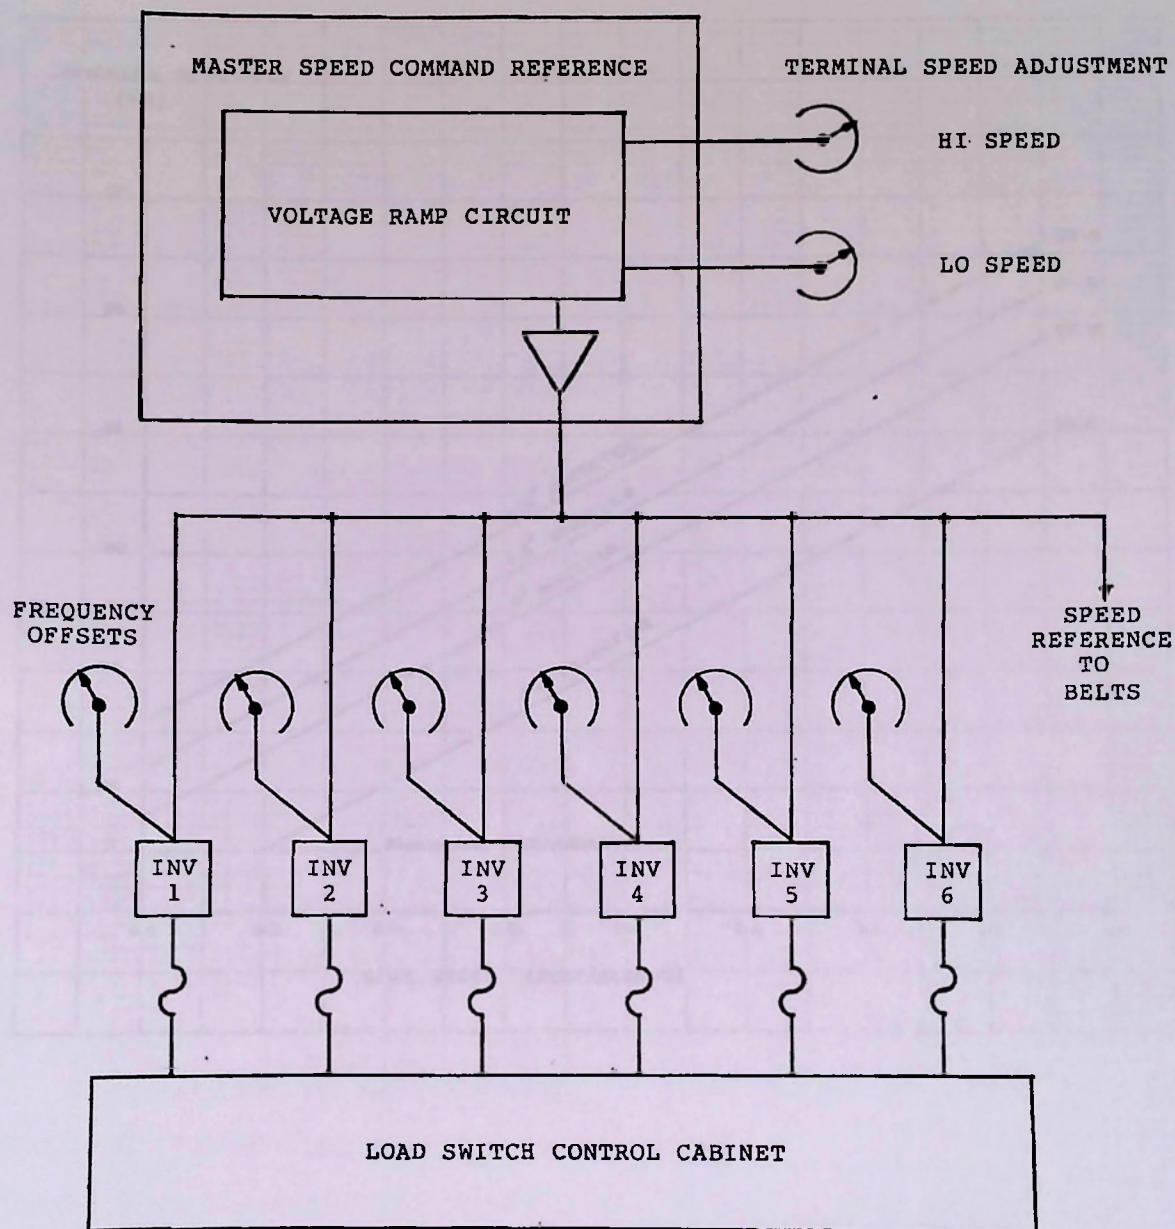 MASTER SPEED COMMAND REFERENCE
TERMINAL SPEED ADJUSTMENT
HI SPEED
VOLTAGE RAMP CIRCUIT
LO SPEED
FREQUENCY
OFFSETS
SPEED
REFERENCE
TO
BELTS
INV
1
INV
2
INV
3
INV
4
INV
5
INV
6
LOAD SWITCH CONTROL CABINET